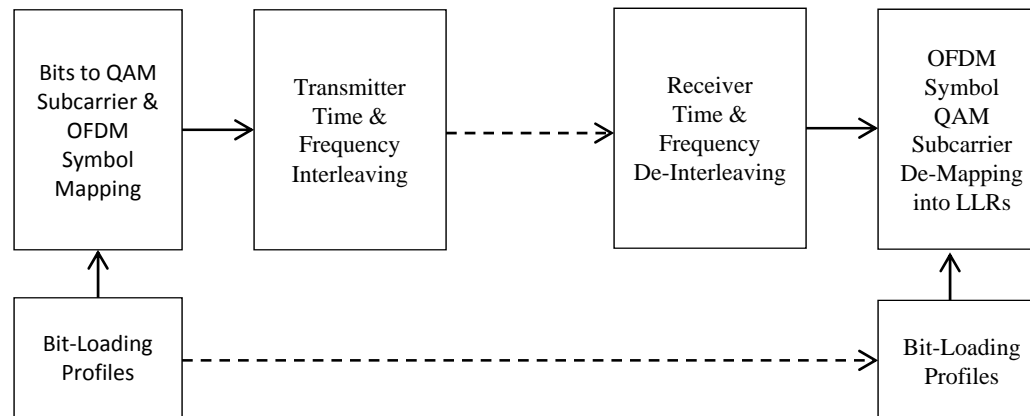 Bits to QAM
Subcarrier &
OFDM
Symbol
Mapping
Transmitter
Time &
Frequency
Interleaving
Receiver
Time &
Frequency
De-Interleaving
OFDM
Symbol
QAM
Subcarrier
De-Mapping
into LLRs
Bit-Loading
Profiles
Bit-Loading
Profiles